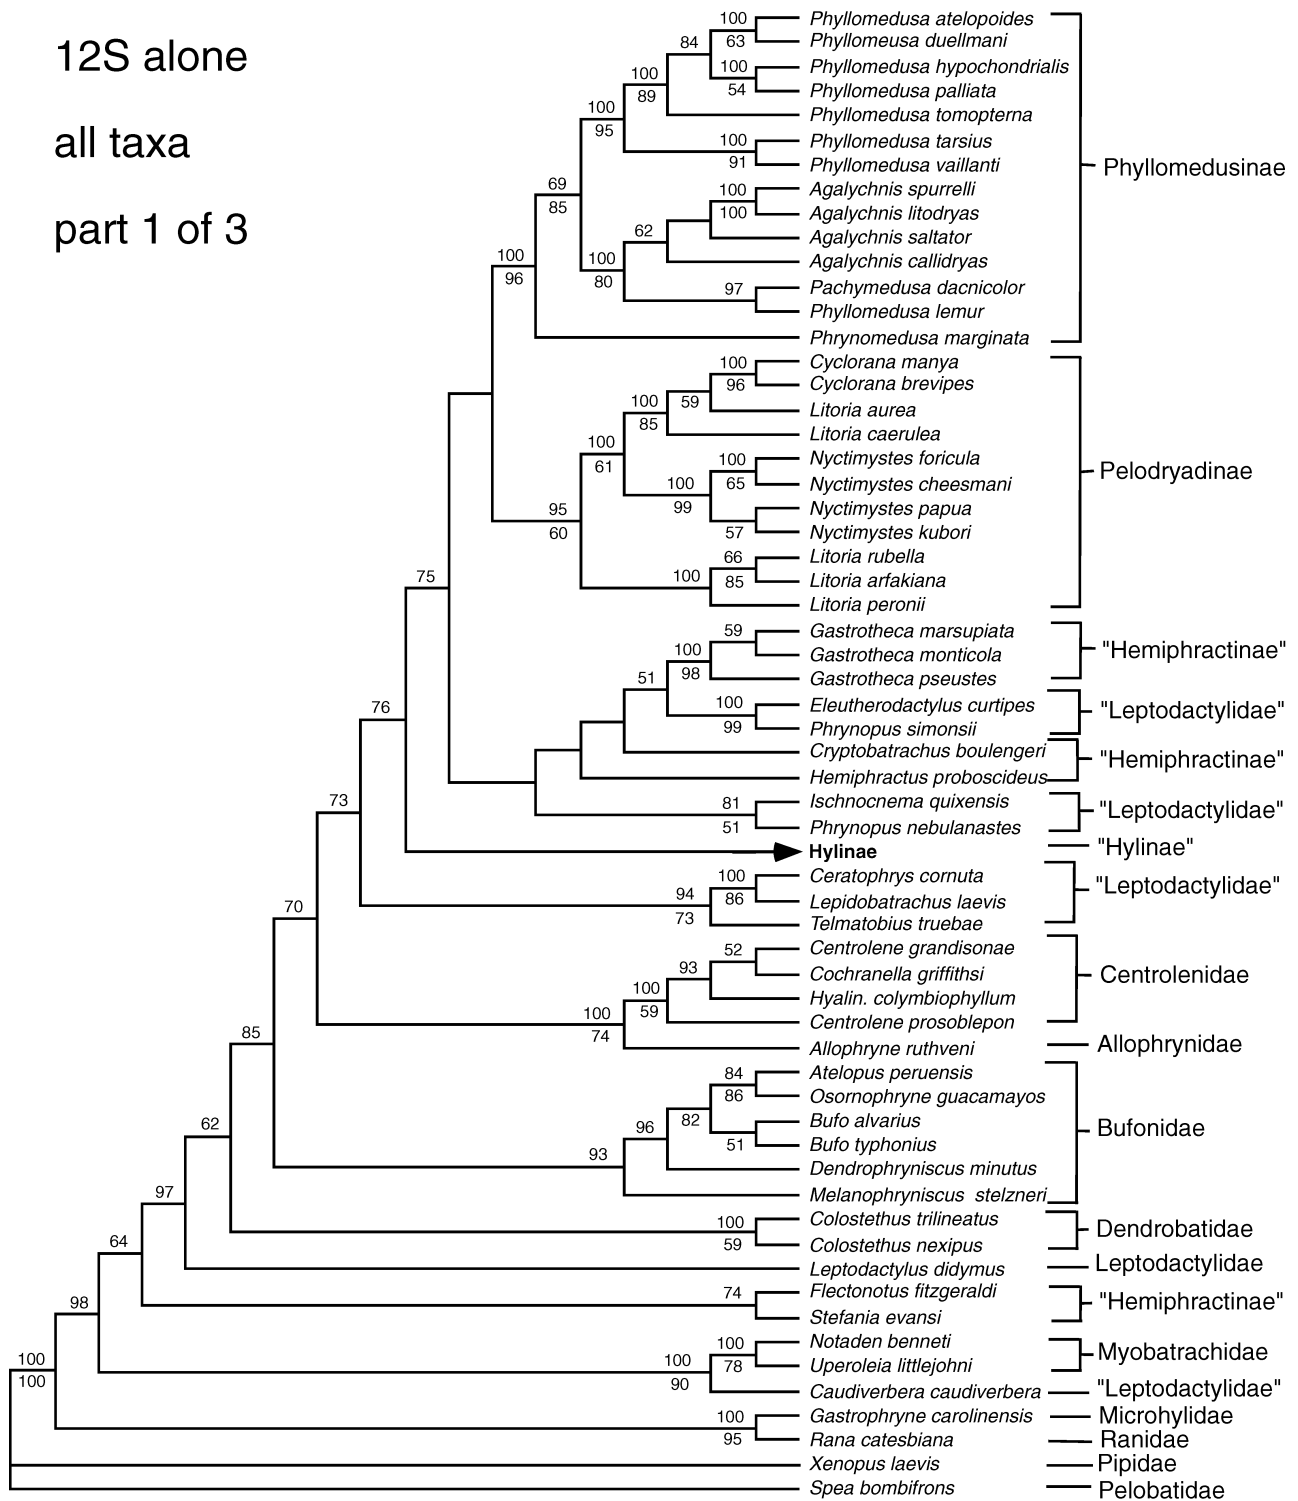 12S alone
all taxa
part 1 of 3
100 Phyllomedusa atelopoides
84 63 Phyllomeusa duellmani
100 100 Phyllomedusa hypochondrialis
89 54 Phyllomedusa palliata
100 Phyllomedusa tomopterna
95 100 Phyllomedusa tarsius
91 Phyllomedusa vaillanti
Phyllomedusinae
69 100 Agalychnis spurrelli
85 100 Agalychnis litodryas
62 Agalychnis saltator
100 100 Agalychnis callidryas
96 80 97 Pachymedusa dacnicolor
Phyllomedusa lemur
Phrynomedusa marginata
100 Cyclorana manya
96 Cyclorana brevipes
100 59 Litoria aurea
85 Litoria caerulea
100 100 Nyctimystes foricula
61 65 Nyctimystes cheesmani
Pelodryadinae
100 99 Nyctimystes papua
95 60 57 Nyctimystes kubori
66 Litoria rubella
75 100 85 Litoria arfakiana
Litoria peronii
59 Gastrotheca marsupiata
100 Gastrotheca monticola
"Hemiphractinae"
51 98 Gastrotheca pseustes
76 100 Eleutherodactylus curtipes
"Leptodactylidae"
99 Phrynopus simonsii
Cryptobatrachus boulengeri
"Hemiphractinae"
Hemiphractus proboscideus
73 81 Ischnocnema quixensis
"Leptodactylidae"
51 Phrynopus nebulanastes
Hylinae "Hylinae"
100 Ceratophrys cornuta
"Leptodactylidae"
94 86 Lepidobatrachus laevis
70 73 Telmatobius truebae
52 Centrolene grandisonae
93 Cochranella griffithsi
Centrolenidae
100 Hyalin. colymbiophyllum
100 59 Centrolene prosoblepon
85 74 Allophryne ruthveni Allophrynidae
84 Atelopus peruensis
86 Osornophryne guacamayos
62 96 82 Bufo alvarius
Bufonidae
93 51 Bufo typhonius
Dendrophryniscus minutus
97 Melanophryniscus stelzneri
100 Colostethus trilineatus
Dendrobatidae
64 59 Colostethus nexipus
Leptodactylus didymus Leptodactylidae
98 74 Flectonotus fitzgeraldi
"Hemiphractinae"
Stefania evansi
100 Notaden benneti
Myobatrachidae
100 100 78 Uperoleia littlejohni
100 90 Caudiverbera caudiverbera "Leptodactylidae"
100 Gastrophryne carolinensis Microhylidae
95 Rana catesbiana Ranidae
Xenopus laevis Pipidae
Spea bombifrons Pelobatidae